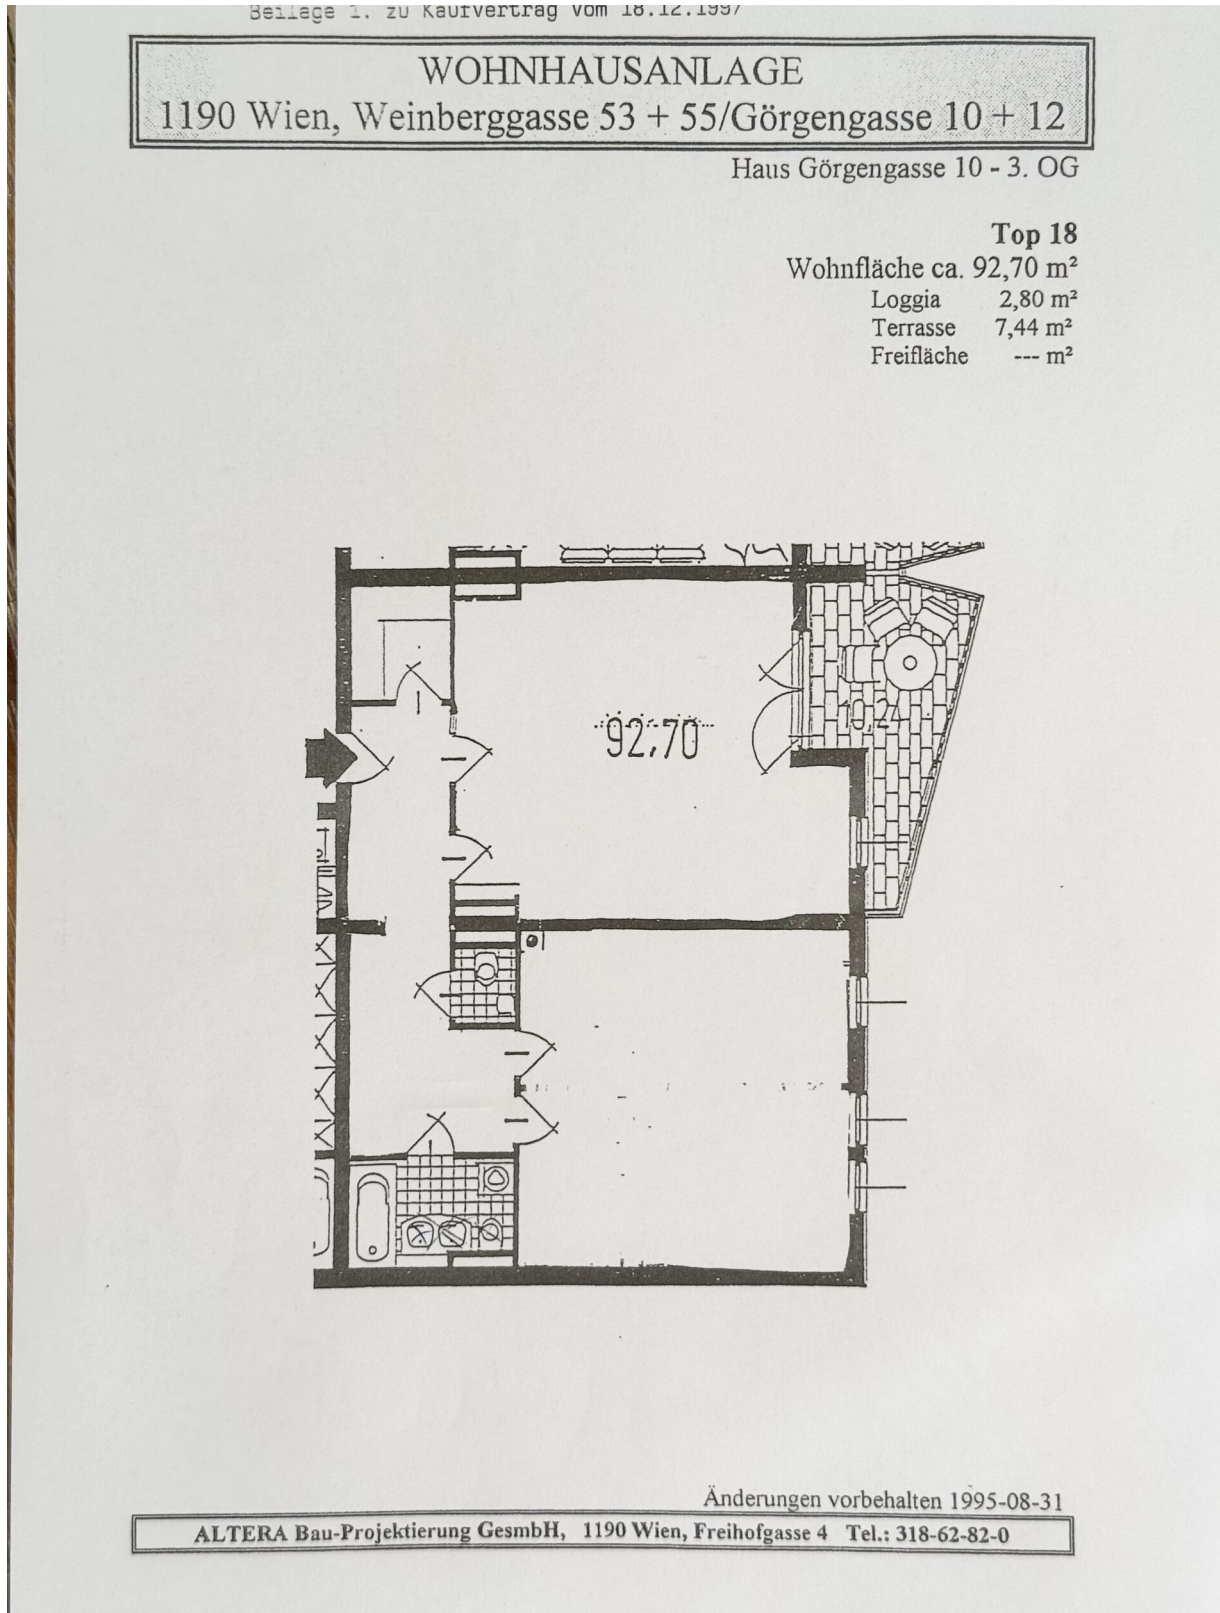 Beilage 1. zu Kaufvertrag vom 18.12.1997
WOHNHAUSANLAGE
1190 Wien, Weinberggasse 53 + 55/Görgengasse 10 + 12
Haus Görgengasse 10 - 3. OG
Top 18
Wohnfläche ca. 92,70 m²
Loggia 2,80 m²
Terrasse 7,44 m²
Freifläche --- m²
10,24
92,70
Änderungen vorbehalten 1995-08-31
ALTERA Bau-Projektierung GesmbH, 1190 Wien, Freihofgasse 4 Tel.: 318-62-82-0